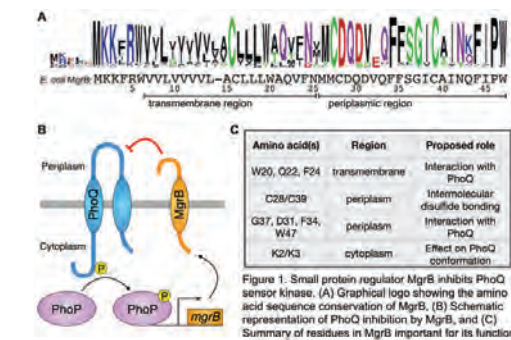 A
MKKFRWVVLVVVVLACLLLWAQVFNMMCDQDVQFFSGICAINKFIPW
E. coli MgrB: MKKFRWVVLVVVVL-ACLLLWAQVFNMMCDQDVQFFSGICAINQFIPW
5 12 20 25 30 35 40 45
transmembrane region periplasmic region
B
Periplasm
PhoQ
MgrB
Cytoplasm
P
PhoP
PhoP
P
mgrB
C
Amino acid(s) Region Proposed role
W20, Q22, F24 transmembrane Interaction with
PhoQ
C28/C39 periplasm Intermolecular
disulfide bonding
G37, D31, F34,
W47 periplasm Interaction with
PhoQ
K2/K3 cytoplasm Effect on PhoQ
conformation
Figure 1. Small protein regulator MgrB inhibits PhoQ
sensor kinase. (A) Graphical logo showing the amino
acid sequence conservation of MgrB, (B) Schematic
representation of PhoQ inhibition by MgrB, and (C)
Summary of residues in MgrB important for its function